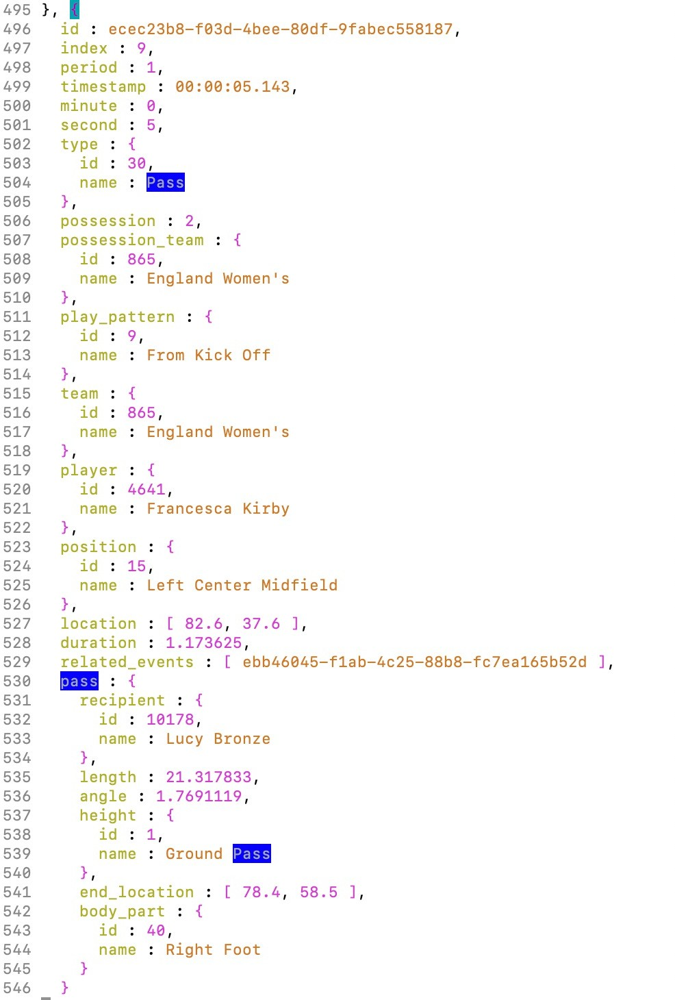 495 }, {
496   id : ecec23b8-f03d-4bee-80df-9fabec558187,
497   index : 9,
498   period : 1,
499   timestamp : 00:00:05.143,
500   minute : 0,
501   second : 5,
502   type : {
503     id : 30,
504     name : Pass
505   },
506   possession : 2,
507   possession_team : {
508     id : 865,
509     name : England Women's
510   },
511   play_pattern : {
512     id : 9,
513     name : From Kick Off
514   },
515   team : {
516     id : 865,
517     name : England Women's
518   },
519   player : {
520     id : 4641,
521     name : Francesca Kirby
522   },
523   position : {
524     id : 15,
525     name : Left Center Midfield
526   },
527   location : [ 82.6, 37.6 ],
528   duration : 1.173625,
529   related_events : [ ebb46045-f1ab-4c25-88b8-fc7ea165b52d ],
530   pass : {
531     recipient : {
532       id : 10178,
533       name : Lucy Bronze
534     },
535     length : 21.317833,
536     angle : 1.7691119,
537     height : {
538       id : 1,
539       name : Ground Pass
540     },
541     end_location : [ 78.4, 58.5 ],
542     body_part : {
543       id : 40,
544       name : Right Foot
545     }
546   }